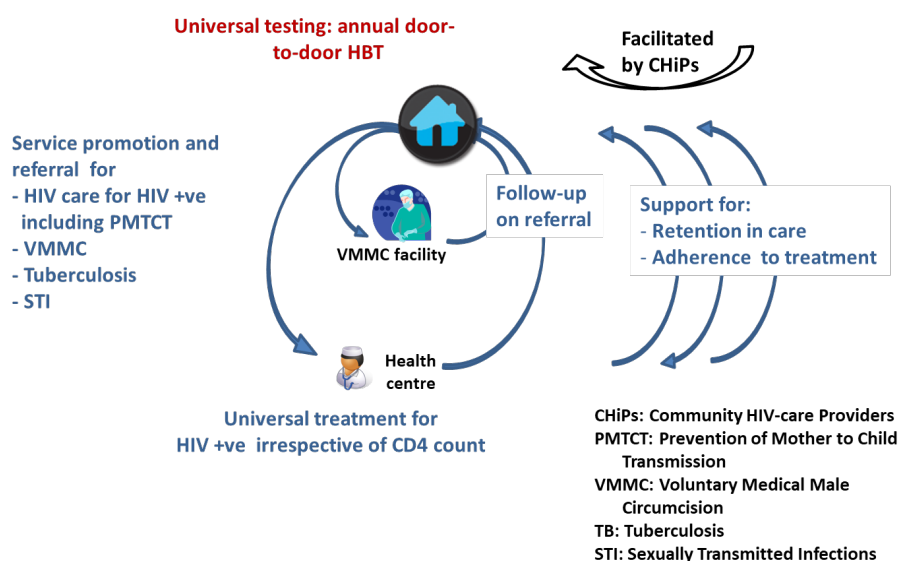 Universal testing: annual door-
to-door HBT
Facilitated
by CHiPs
Service promotion and
referral for
- HIV care for HIV +ve
including PMTCT
- VMMC
- Tuberculosis
- STI
VMMC facility
Follow-up
on referral
Support for:
- Retention in care
- Adherence to treatment
Health
centre
Universal treatment for
HIV +ve irrespective of CD4 count
CHiPs: Community HIV-care Providers
PMTCT: Prevention of Mother to Child
Transmission
VMMC: Voluntary Medical Male
Circumcision
TB: Tuberculosis
STI: Sexually Transmitted Infections